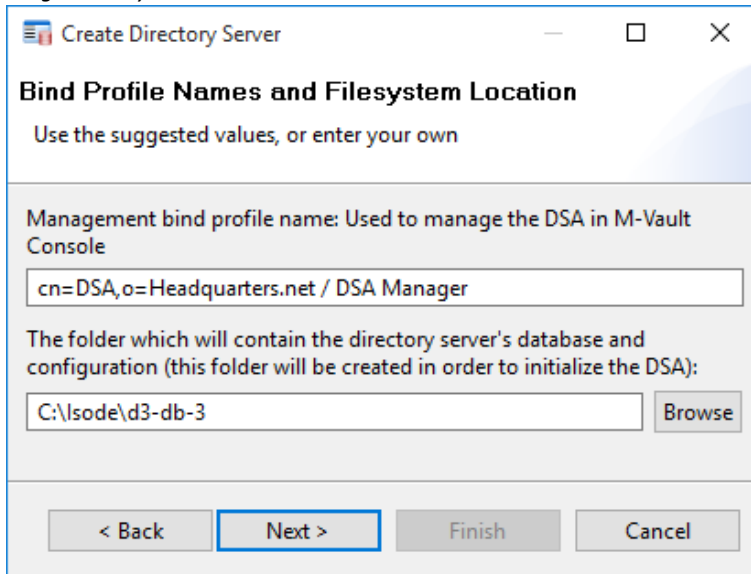 Create Directory Server
Bind Profile Names and Filesystem Location
Use the suggested values, or enter your own
Management bind profile name: Used to manage the DSA in M-Vault
Console
cn=DSA,o=Headquarters.net / DSA Manager
The folder which will contain the directory server's database and
configuration (this folder will be created in order to initialize the DSA):
C:\Isode\d3-db-3
Browse
< Back
Next >
Finish
Cancel